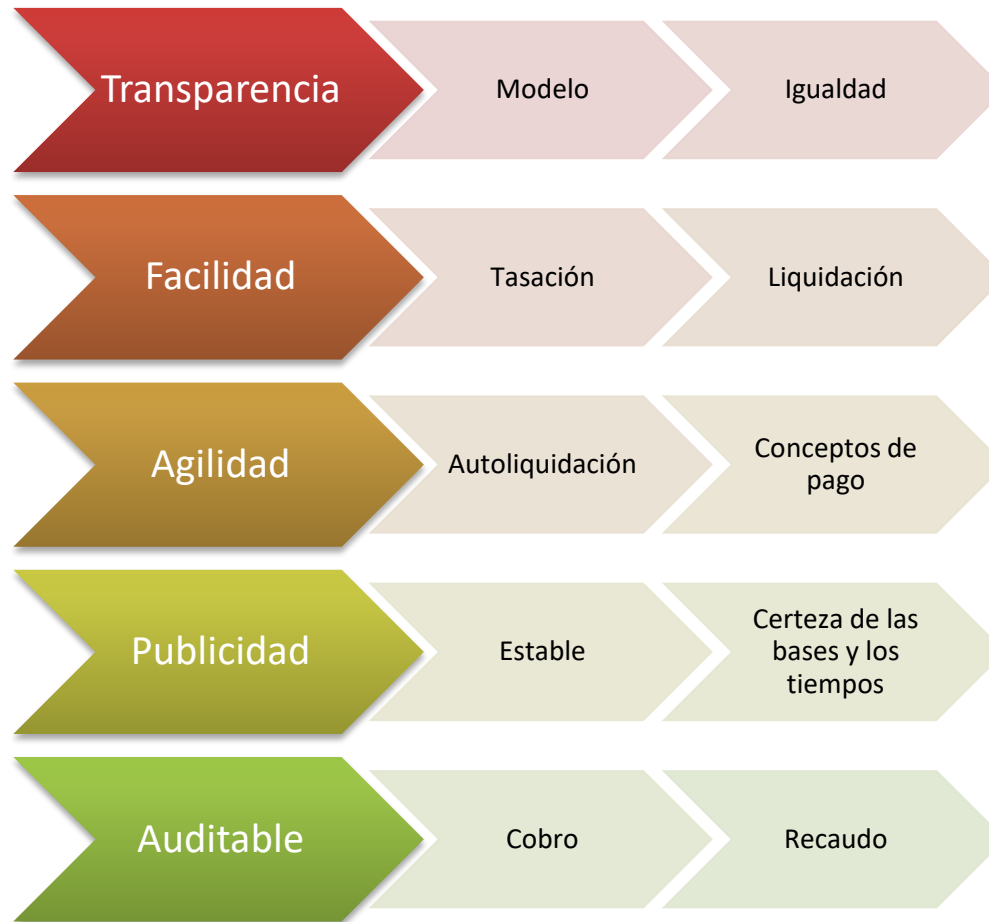 Transparencia
Modelo
Igualdad
Facilidad
Tasación
Liquidación
Agilidad
Autoliquidación
Conceptos de
pago
Publicidad
Estable
Certeza de las
bases y los
tiempos
Auditable
Cobro
Recaudo